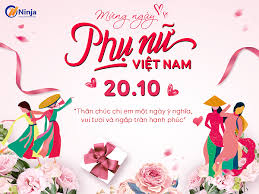 Ninja
Mừng ngày
Phụ nữ
VIỆT NAM
20.10
"Thân chúc chị em một ngày ý nghĩa,
vui tươi và ngập tràn hạnh phúc"